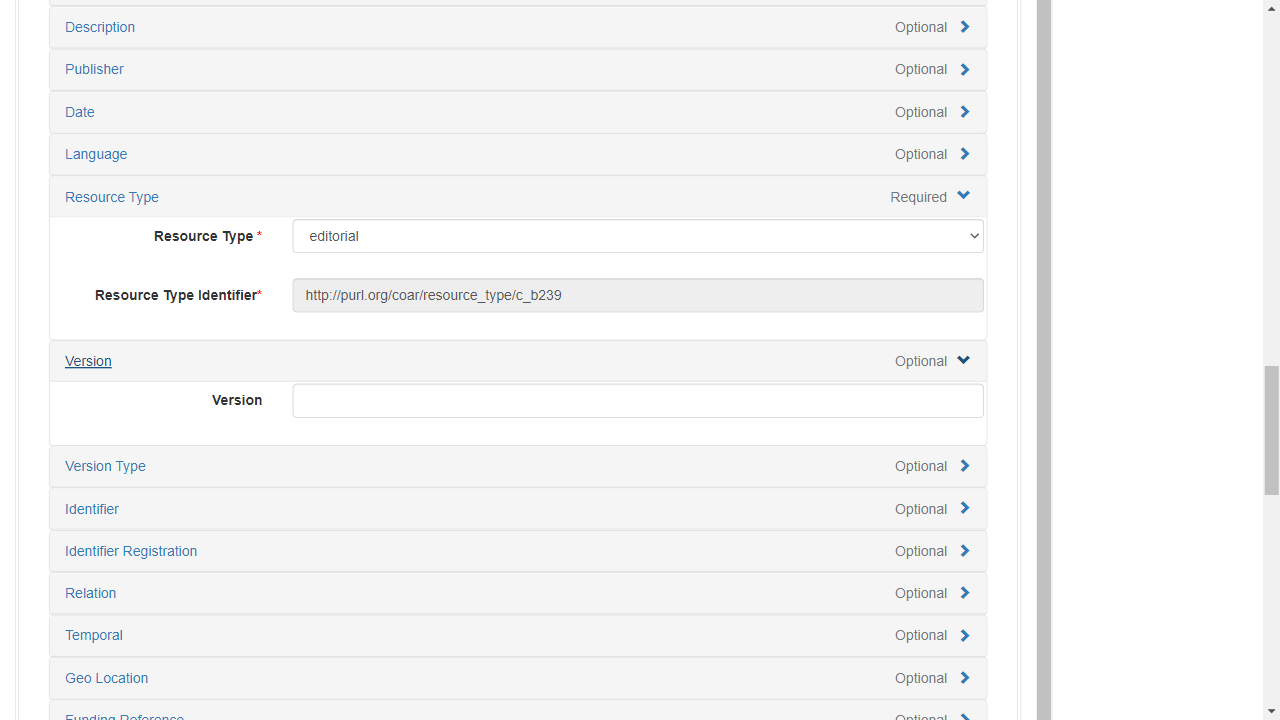 Description Optional
Publisher Optional
Date Optional
Language Optional
Resource Type Required
Resource Type * editorial
Resource Type Identifier* http://purl.org/coar/resource_type/c_b239
Version Optional
Version
Version Type Optional
Identifier Optional
Identifier Registration Optional
Relation Optional
Temporal Optional
Geo Location Optional
Funding Reference Optional